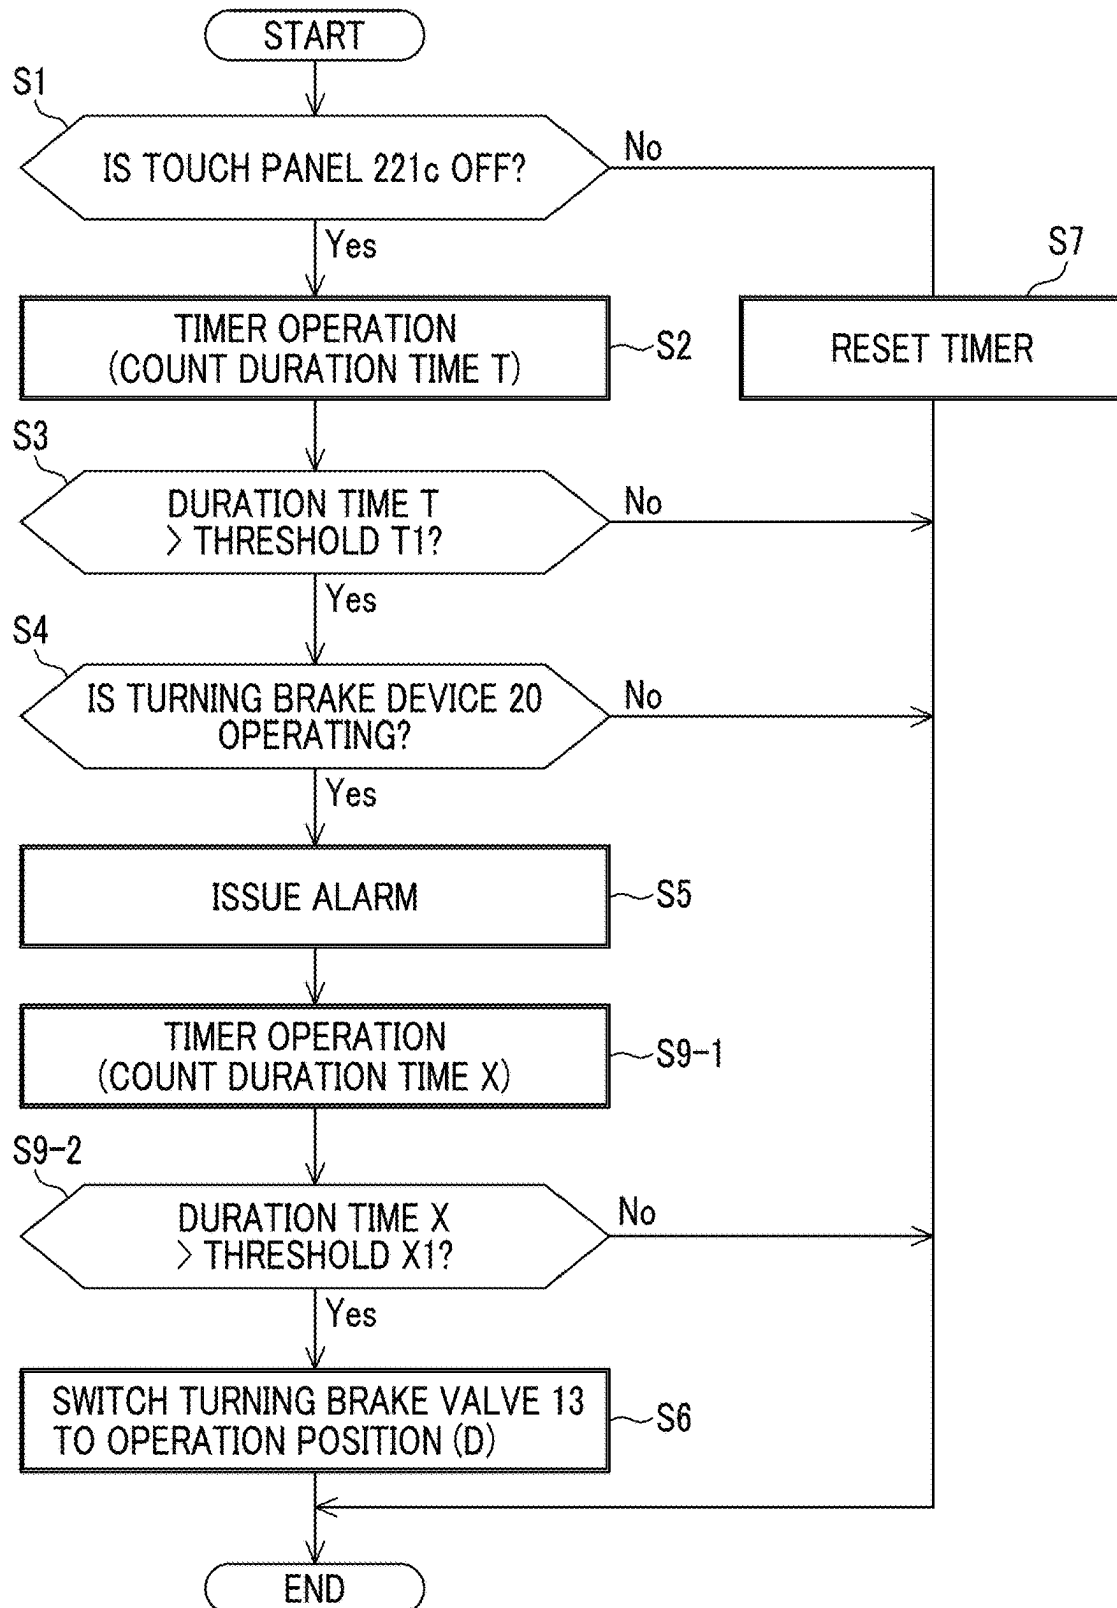 START
S1
IS TOUCH PANEL 221c OFF?
No
Yes
S7
TIMER OPERATION
(COUNT DURATION TIME T)
S2
RESET TIMER
S3
DURATION TIME T
> THRESHOLD T1?
No
Yes
S4
IS TURNING BRAKE DEVICE 20
OPERATING?
No
Yes
ISSUE ALARM
S5
TIMER OPERATION
(COUNT DURATION TIME X)
S9-1
S9-2
DURATION TIME X
> THRESHOLD X1?
No
Yes
SWITCH TURNING BRAKE VALVE 13
TO OPERATION POSITION (D)
S6
END